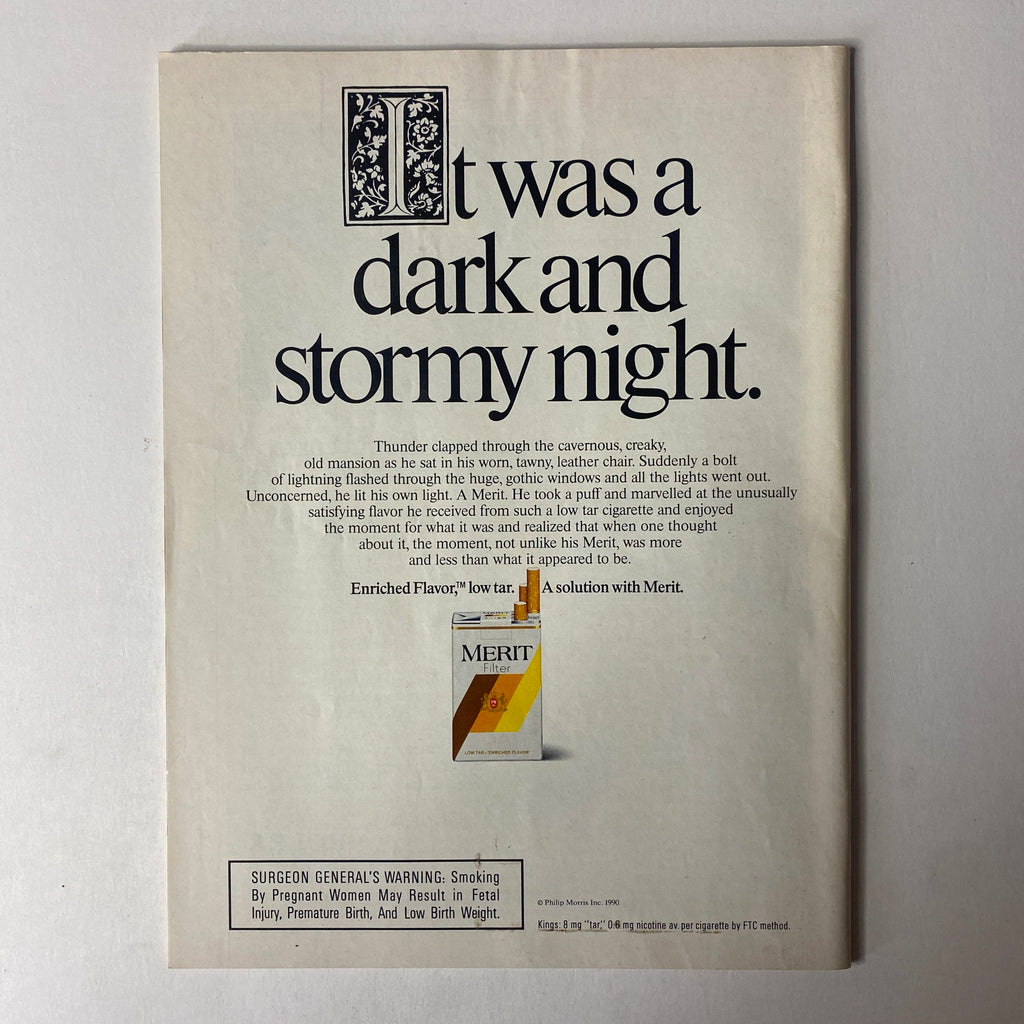 It was a
dark and
stormy night.
Thunder clapped through the cavernous, creaky,
old mansion as he sat in his worn, tawny, leather chair. Suddenly a bolt
of lightning flashed through the huge, gothic windows and all the lights went out.
Unconcerned, he lit his own light. A Merit. He took a puff and marvelled at the unusually
satisfying flavor he received from such a low tar cigarette and enjoyed
the moment for what it was and realized that when one thought
about it, the moment, not unlike his Merit, was more
and less than what it appeared to be.
Enriched Flavor,™ low tar. A solution with Merit.
MERIT
Filter
LOW TAR-"ENRICHED FLAVOR"
SURGEON GENERAL'S WARNING: Smoking
By Pregnant Women May Result in Fetal
Injury, Premature Birth, And Low Birth Weight.
© Philip Morris Inc. 1990
Kings: 8 mg "tar," 0.6 mg nicotine av. per cigarette by FTC method.